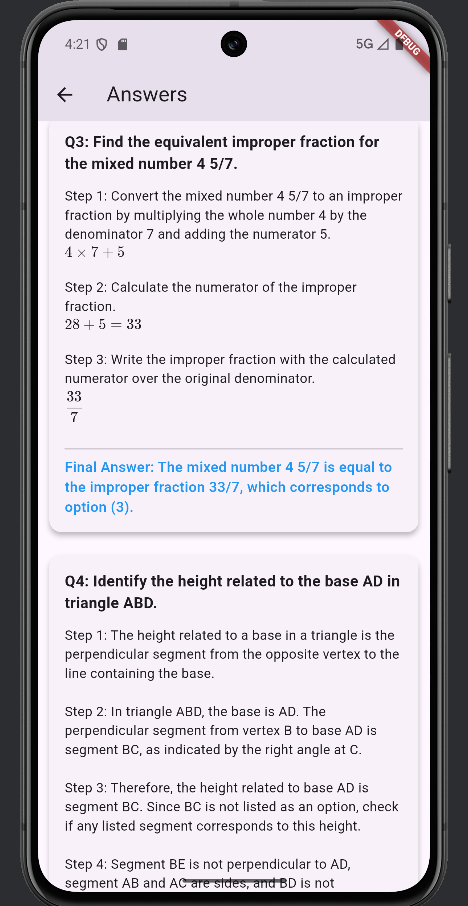 4:21
5G
DEBUG
Answers
Q3: Find the equivalent improper fraction for
the mixed number 4 5/7.
Step 1: Convert the mixed number 4 5/7 to an improper
fraction by multiplying the whole number 4 by the
denominator 7 and adding the numerator 5.
4 × 7 + 5
Step 2: Calculate the numerator of the improper
fraction.
28 + 5 = 33
Step 3: Write the improper fraction with the calculated
numerator over the original denominator.
33
7
Final Answer: The mixed number 4 5/7 is equal to
the improper fraction 33/7, which corresponds to
option (3).
Q4: Identify the height related to the base AD in
triangle ABD.
Step 1: The height related to a base in a triangle is the
perpendicular segment from the opposite vertex to the
line containing the base.
Step 2: In triangle ABD, the base is AD. The
perpendicular segment from vertex B to base AD is
segment BC, as indicated by the right angle at C.
Step 3: Therefore, the height related to base AD is
segment BC. Since BC is not listed as an option, check
if any listed segment corresponds to this height.
Step 4: Segment BE is not perpendicular to AD,
segment AB and AC are sides, and BD is not